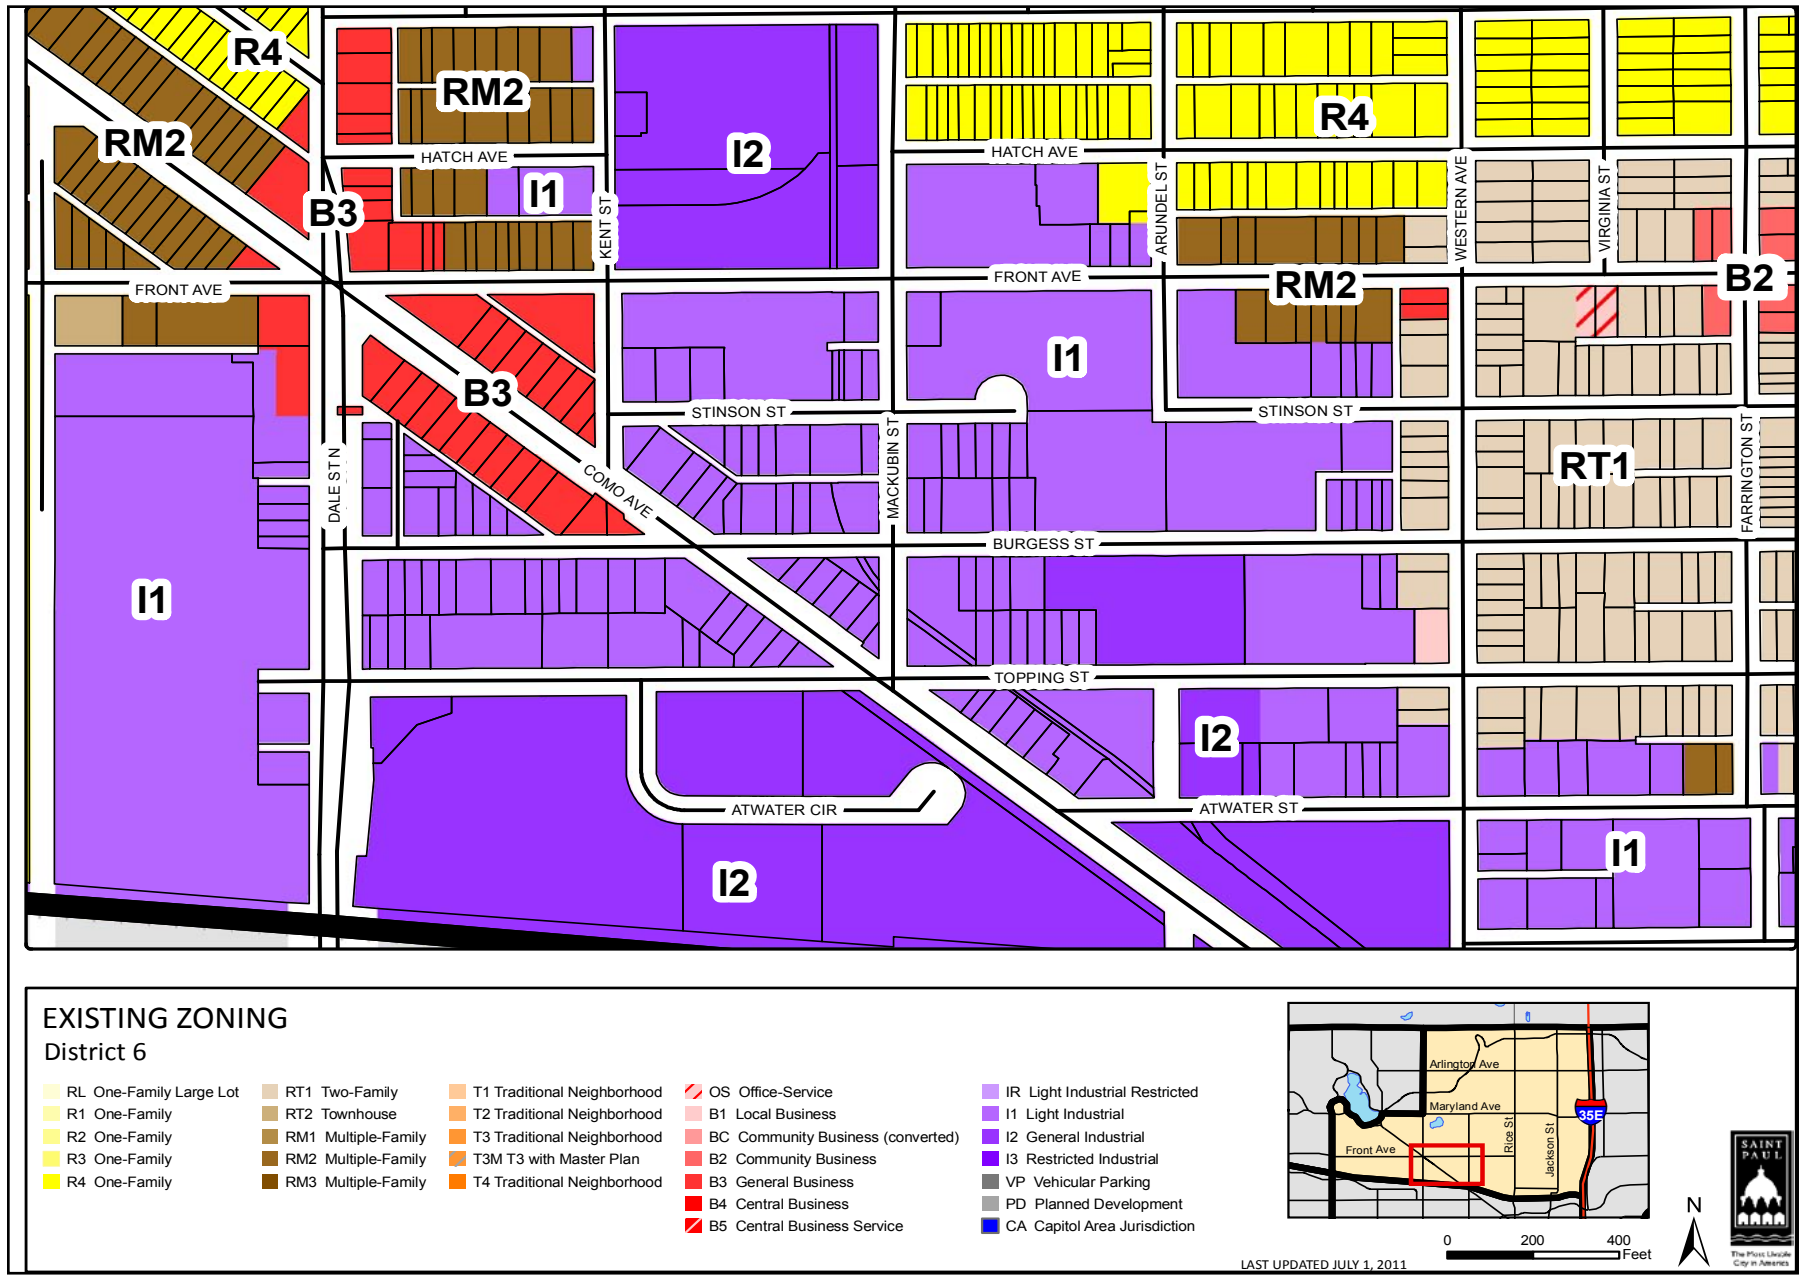 R4
RM2
RM2
I2
R4
HATCH AVE
HATCH AVE
I1
B3
KENT ST
ARUNDEL ST
WESTERN AVE
VIRGINIA ST
FRONT AVE
FRONT AVE
RM2
B2
I1
B3
STINSON ST
STINSON ST
DALE ST N
COMO AVE
MACKUBIN ST
RT1
FARRINGTON ST
BURGESS ST
I1
TOPPING ST
I2
ATWATER CIR
ATWATER ST
I2
I1
EXISTING ZONING
District 6
RL One-Family Large Lot
R1 One-Family
R2 One-Family
R3 One-Family
R4 One-Family
RT1 Two-Family
RT2 Townhouse
RM1 Multiple-Family
RM2 Multiple-Family
RM3 Multiple-Family
T1 Traditional Neighborhood
T2 Traditional Neighborhood
T3 Traditional Neighborhood
T3M T3 with Master Plan
T4 Traditional Neighborhood
OS Office-Service
B1 Local Business
BC Community Business (converted)
B2 Community Business
B3 General Business
B4 Central Business
B5 Central Business Service
IR Light Industrial Restricted
I1 Light Industrial
I2 General Industrial
I3 Restricted Industrial
VP Vehicular Parking
PD Planned Development
CA Capitol Area Jurisdiction
Arlington Ave
Maryland Ave
Front Ave
Rice St
Jackson St
35E
LAST UPDATED JULY 1, 2011
0 200 400
Feet
N
SAINT
PAUL
The Most Livable
City in America